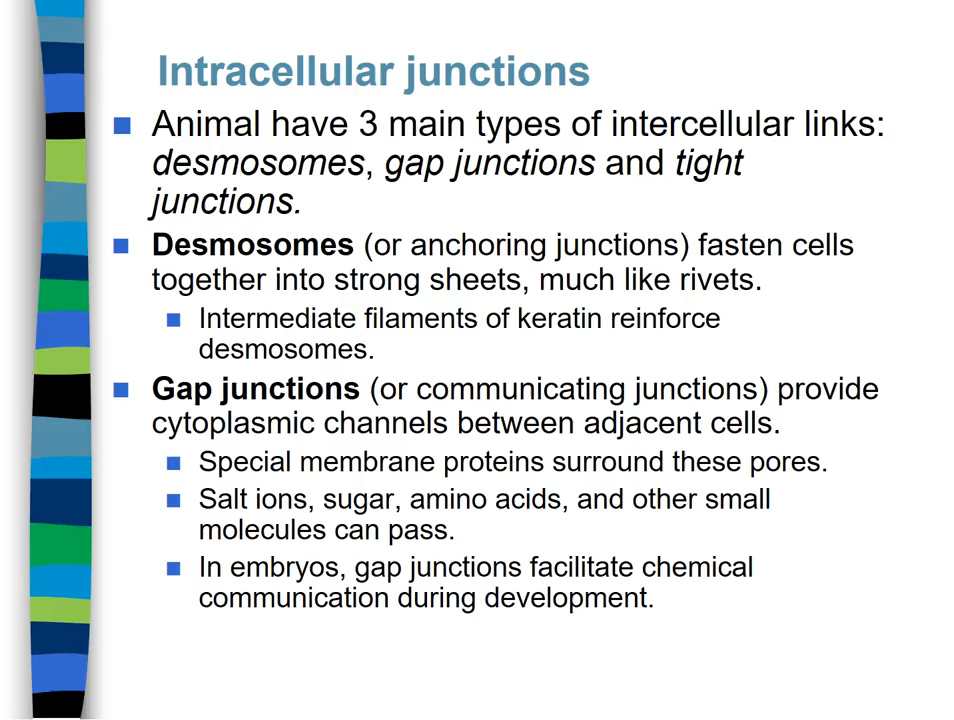 Intracellular junctions
Animal have 3 main types of intercellular links:
desmosomes, gap junctions and tight
junctions.
Desmosomes (or anchoring junctions) fasten cells
together into strong sheets, much like rivets.
Intermediate filaments of keratin reinforce
desmosomes.
Gap junctions (or communicating junctions) provide
cytoplasmic channels between adjacent cells.
Special membrane proteins surround these pores.
Salt ions, sugar, amino acids, and other small
molecules can pass.
In embryos, gap junctions facilitate chemical
communication during development.